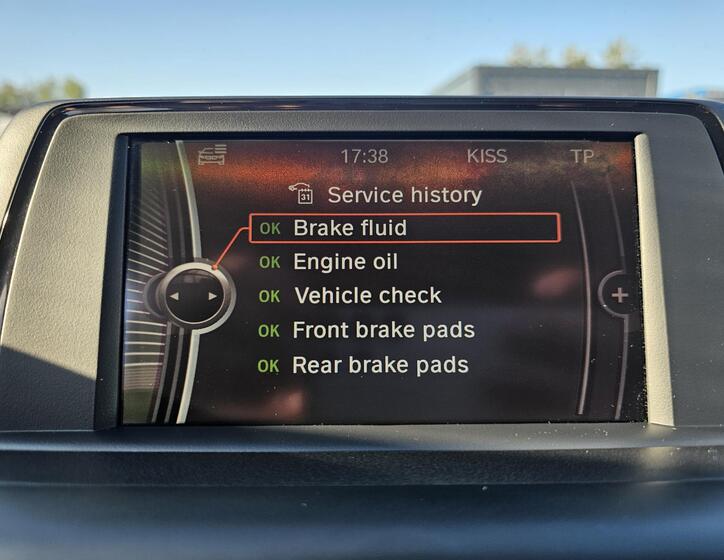 17:38 KISS TP
31 Service history
OK Brake fluid
OK Engine oil
OK Vehicle check
OK Front brake pads
OK Rear brake pads